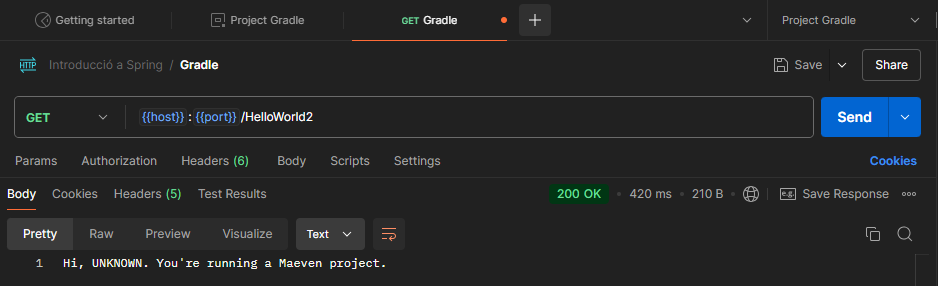 Getting started
Project Gradle
GET Gradle
Project Gradle
HTTP Introducció a Spring / Gradle
Save
Share
GET
{{host}}:{{port}}/HelloWorld2
Send
Params Authorization Headers (6) Body Scripts Settings Cookies
Body Cookies Headers (5) Test Results 200 OK • 420 ms • 210 B e.g. Save Response
Pretty Raw Preview Visualize Text
1 Hi, UNKNOWN. You're running a Maeven project.